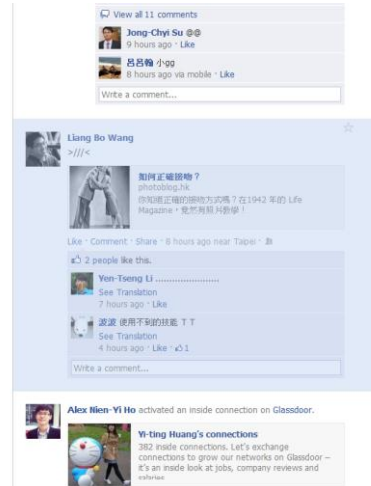 View all 11 comments
Jong-Chyi Su @@
9 hours ago · Like
呂呂翰 小gg
8 hours ago via mobile · Like
Write a comment...
Liang Bo Wang
>///<
如何正確接吻？
photoblog.hk
你知道正確的接吻方式嗎？在1942 年的 Life
Magazine，竟然有照片教學！
Like · Comment · Share · 8 hours ago near Taipei ·
2 people like this.
Yen-Tseng Li .......................
See Translation
7 hours ago · Like
波波 使用不到的技能 T T
See Translation
4 hours ago · Like · 1
Write a comment...
Alex Nien-Yi Ho activated an inside connection on Glassdoor.
Yi-ting Huang's connections
382 inside connections. Let's exchange
connections to grow our networks on Glassdoor –
it's an inside look at jobs, company reviews and
salaries